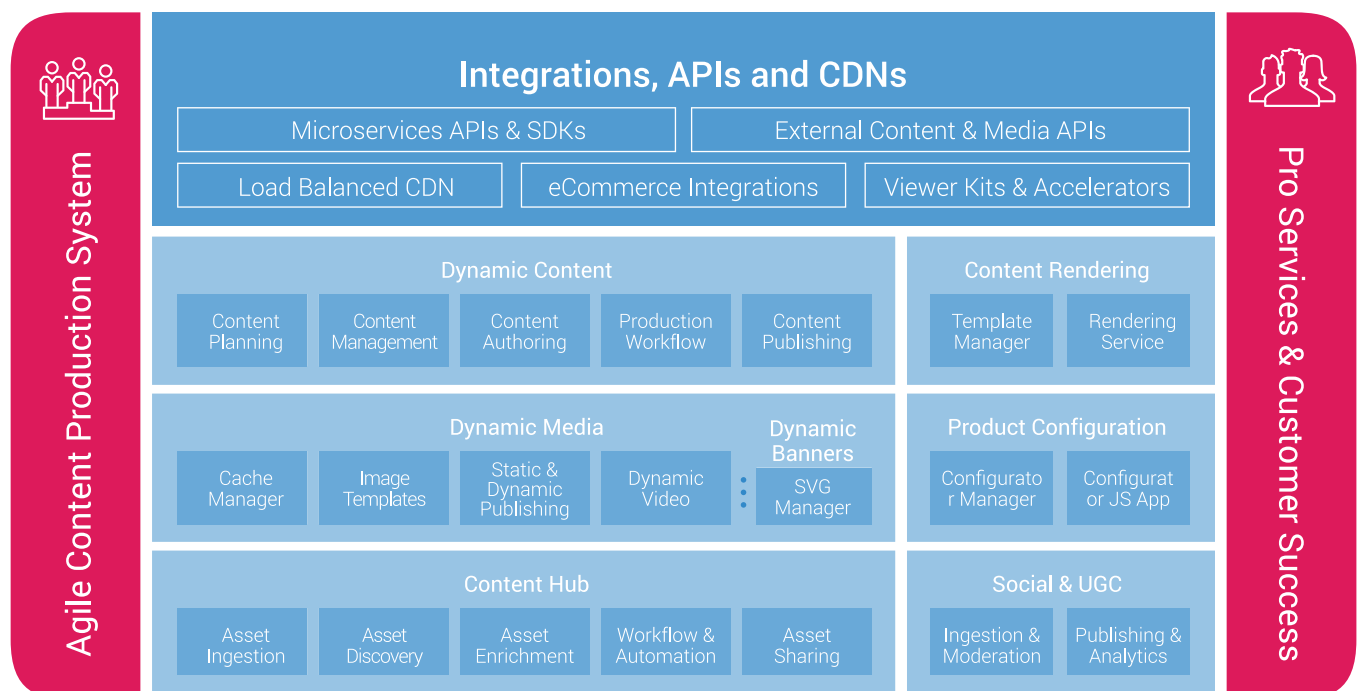 Agile Content Production System
Integrations, APIs and CDNs
Microservices APIs & SDKs
External Content & Media APIs
Load Balanced CDN
eCommerce Integrations
Viewer Kits & Accelerators
Dynamic Content
Content
Planning
Content
Management
Content
Authoring
Production
Workflow
Content
Publishing
Content Rendering
Template
Manager
Rendering
Service
Dynamic Media
Cache
Manager
Image
Templates
Static &
Dynamic
Publishing
Dynamic
Video
Dynamic
Banners
SVG
Manager
Product Configuration
Configurato
r Manager
Configurat
or JS App
Content Hub
Asset
Ingestion
Asset
Discovery
Asset
Enrichment
Workflow &
Automation
Asset
Sharing
Social & UGC
Ingestion &
Moderation
Publishing &
Analytics
Pro Services & Customer Success